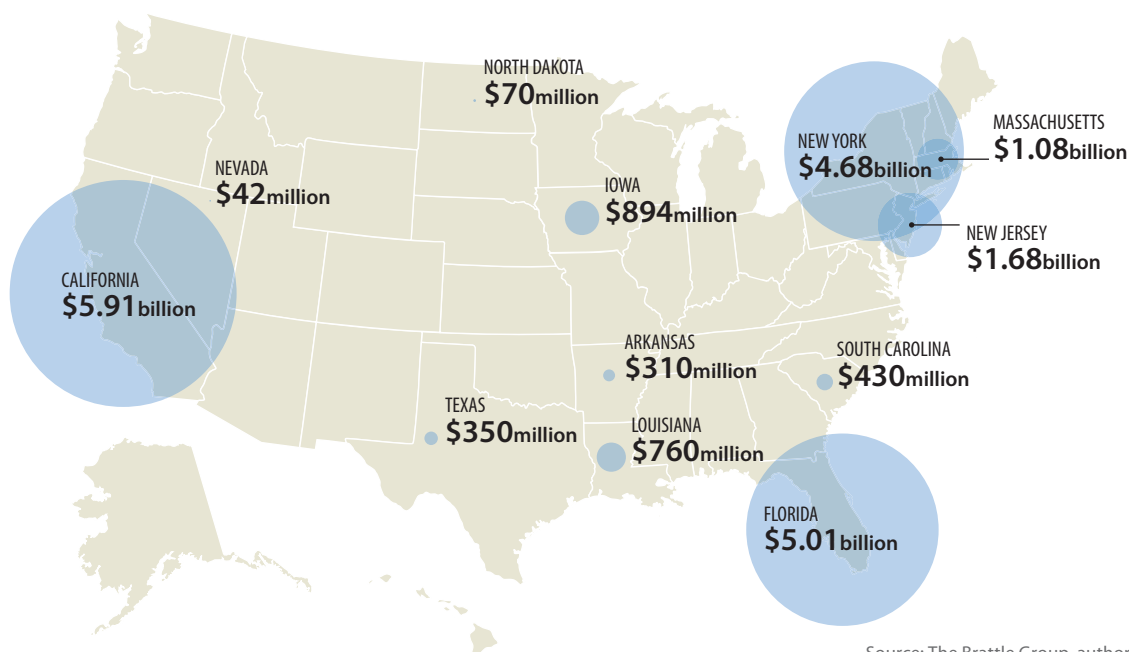 NORTH DAKOTA
$70million
NEW YORK
$4.68billion
MASSACHUSETTS
$1.08billion
NEVADA
$42million
IOWA
$894million
NEW JERSEY
$1.68billion
CALIFORNIA
$5.91billion
ARKANSAS
$310million
SOUTH CAROLINA
$430million
TEXAS
$350million
LOUISIANA
$760million
FLORIDA
$5.01billion
Source: The Brattle Group, author